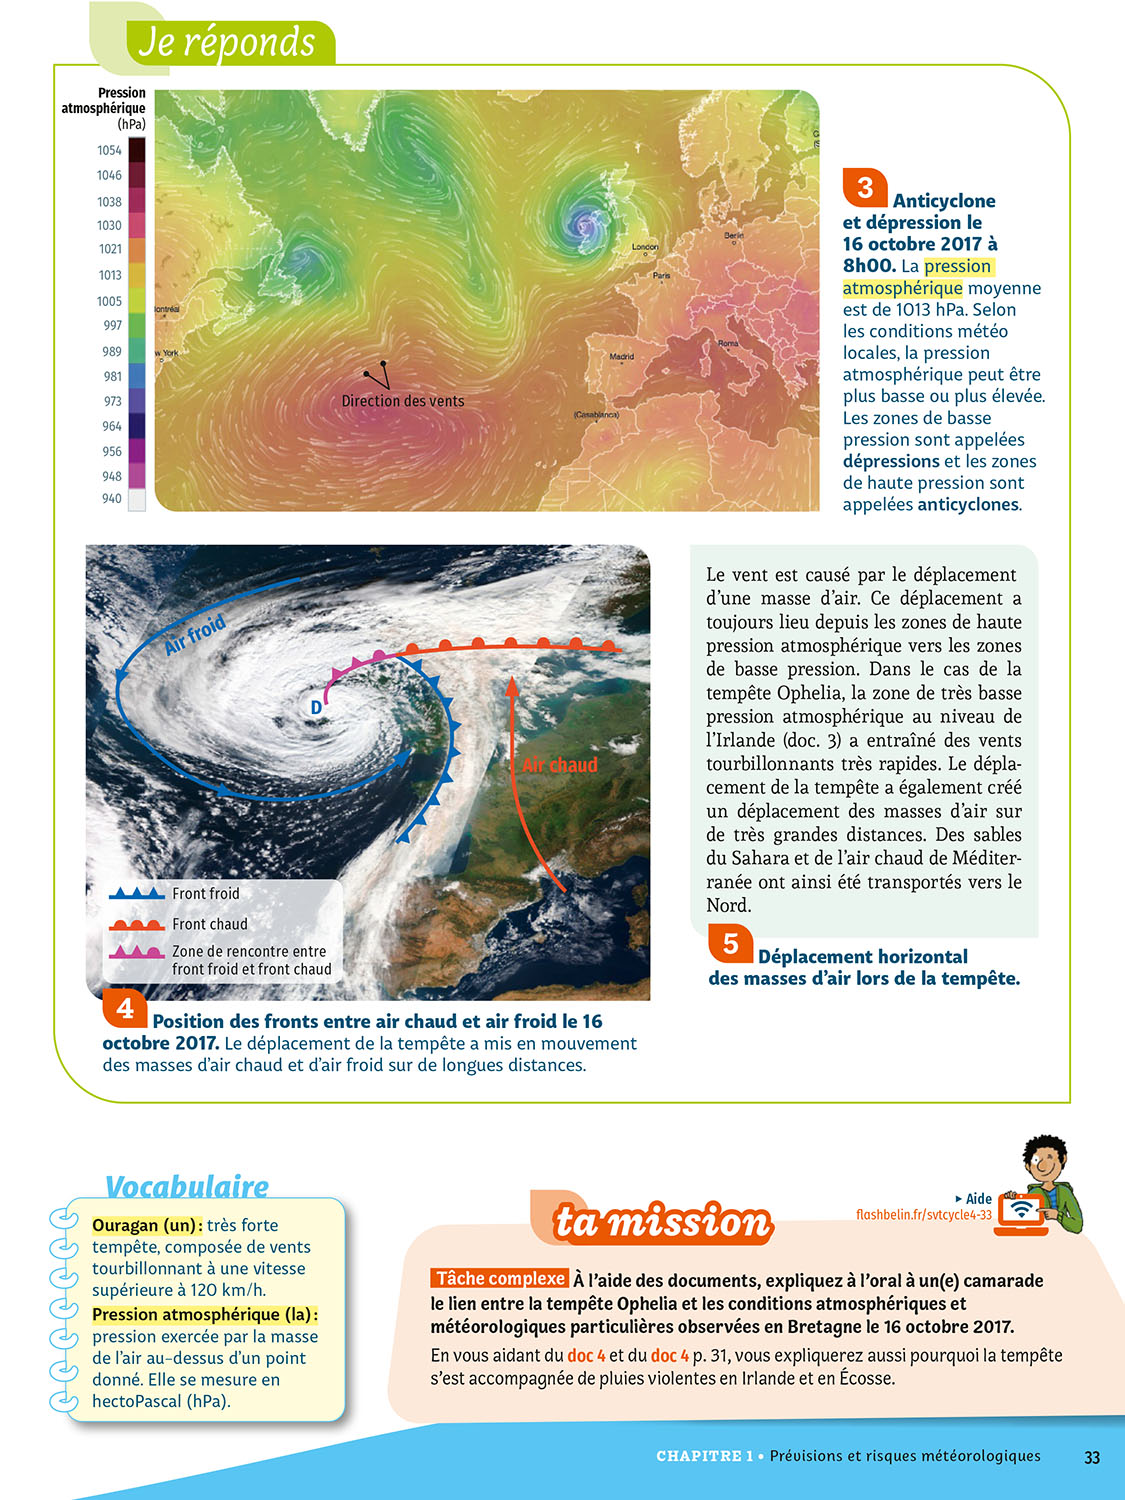 Je réponds
Pression
atmosphérique
(hPa)
1054
1046
1038
1030
1021
1013
1005
997
989
981
973
964
956
948
940
ontréal
w York
London
Paris
Berlin
Madrid
Roma
(Casablanca)
Direction des vents
3 Anticyclone
et dépression le
16 octobre 2017 à
8h00. La pression
atmosphérique moyenne
est de 1013 hPa. Selon
les conditions météo
locales, la pression
atmosphérique peut être
plus basse ou plus élevée.
Les zones de basse
pression sont appelées
dépressions et les zones
de haute pression sont
appelées anticyclones.
Air froid
D
Air chaud
Front froid
Front chaud
Zone de rencontre entre
front froid et front chaud
4 Position des fronts entre air chaud et air froid le 16
octobre 2017. Le déplacement de la tempête a mis en mouvement
des masses d'air chaud et d'air froid sur de longues distances.
Le vent est causé par le déplacement
d'une masse d'air. Ce déplacement a
toujours lieu depuis les zones de haute
pression atmosphérique vers les zones
de basse pression. Dans le cas de la
tempête Ophelia, la zone de très basse
pression atmosphérique au niveau de
l'Irlande (doc. 3) a entraîné des vents
tourbillonnants très rapides. Le dépla-
cement de la tempête a également créé
un déplacement des masses d'air sur
de très grandes distances. Des sables
du Sahara et de l'air chaud de Méditer-
ranée ont ainsi été transportés vers le
Nord.
5 Déplacement horizontal
des masses d'air lors de la tempête.
Vocabulaire
Ouragan (un) : très forte
tempête, composée de vents
tourbillonnant à une vitesse
supérieure à 120 km/h.
Pression atmosphérique (la) :
pression exercée par la masse
de l'air au-dessus d'un point
donné. Elle se mesure en
hectoPascal (hPa).
ta mission
▸ Aide
flashbelin.fr/svtcycle4-33
Tâche complexe À l'aide des documents, expliquez à l'oral à un(e) camarade
le lien entre la tempête Ophelia et les conditions atmosphériques et
météorologiques particulières observées en Bretagne le 16 octobre 2017.
En vous aidant du doc 4 et du doc 4 p. 31, vous expliquerez aussi pourquoi la tempête
s'est accompagnée de pluies violentes en Irlande et en Écosse.
CHAPITRE 1 • Prévisions et risques météorologiques 33